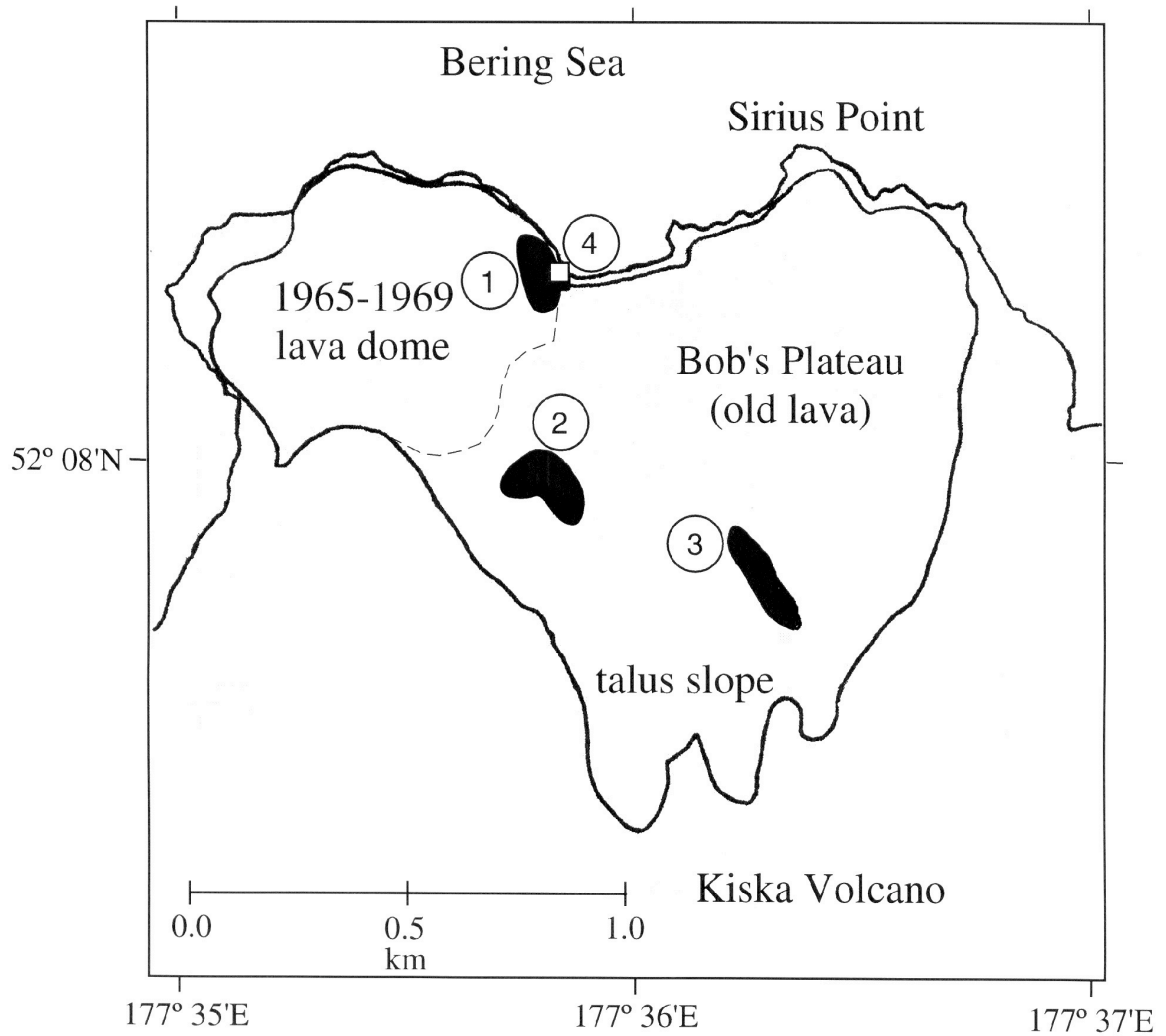 Bering Sea
Sirius Point
4
1
1965-1969
lava dome
Bob's Plateau
(old lava)
2
52° 08'N
3
talus slope
Kiska Volcano
0.0
0.5
1.0
km
177° 35'E
177° 36'E
177° 37'E